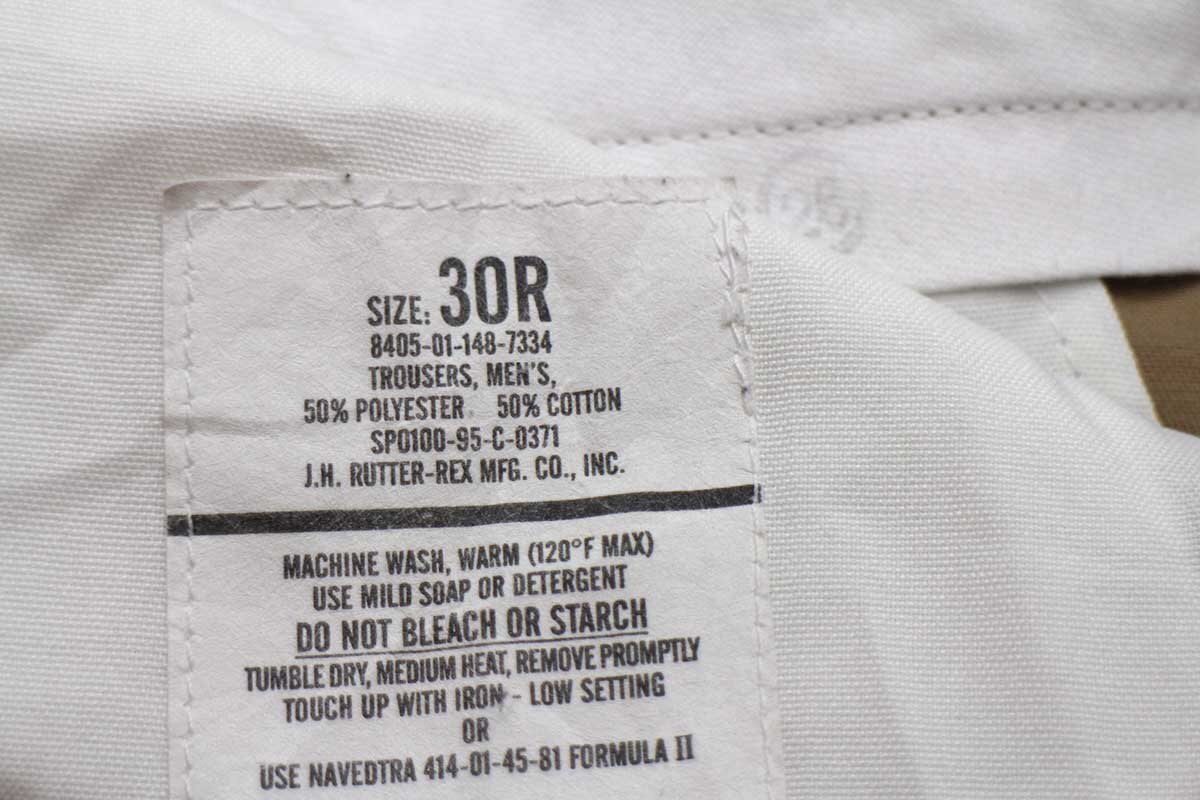 SIZE: 30R
8405-01-148-7334
TROUSERS, MEN'S,
50% POLYESTER 50% COTTON
SPO100-95-C-0371
J.H. RUTTER-REX MFG. CO., INC.
MACHINE WASH, WARM (120°F MAX)
USE MILD SOAP OR DETERGENT
DO NOT BLEACH OR STARCH
TUMBLE DRY, MEDIUM HEAT, REMOVE PROMPTLY
TOUCH UP WITH IRON - LOW SETTING
OR
USE NAVEDTRA 414-01-45-81 FORMULA II